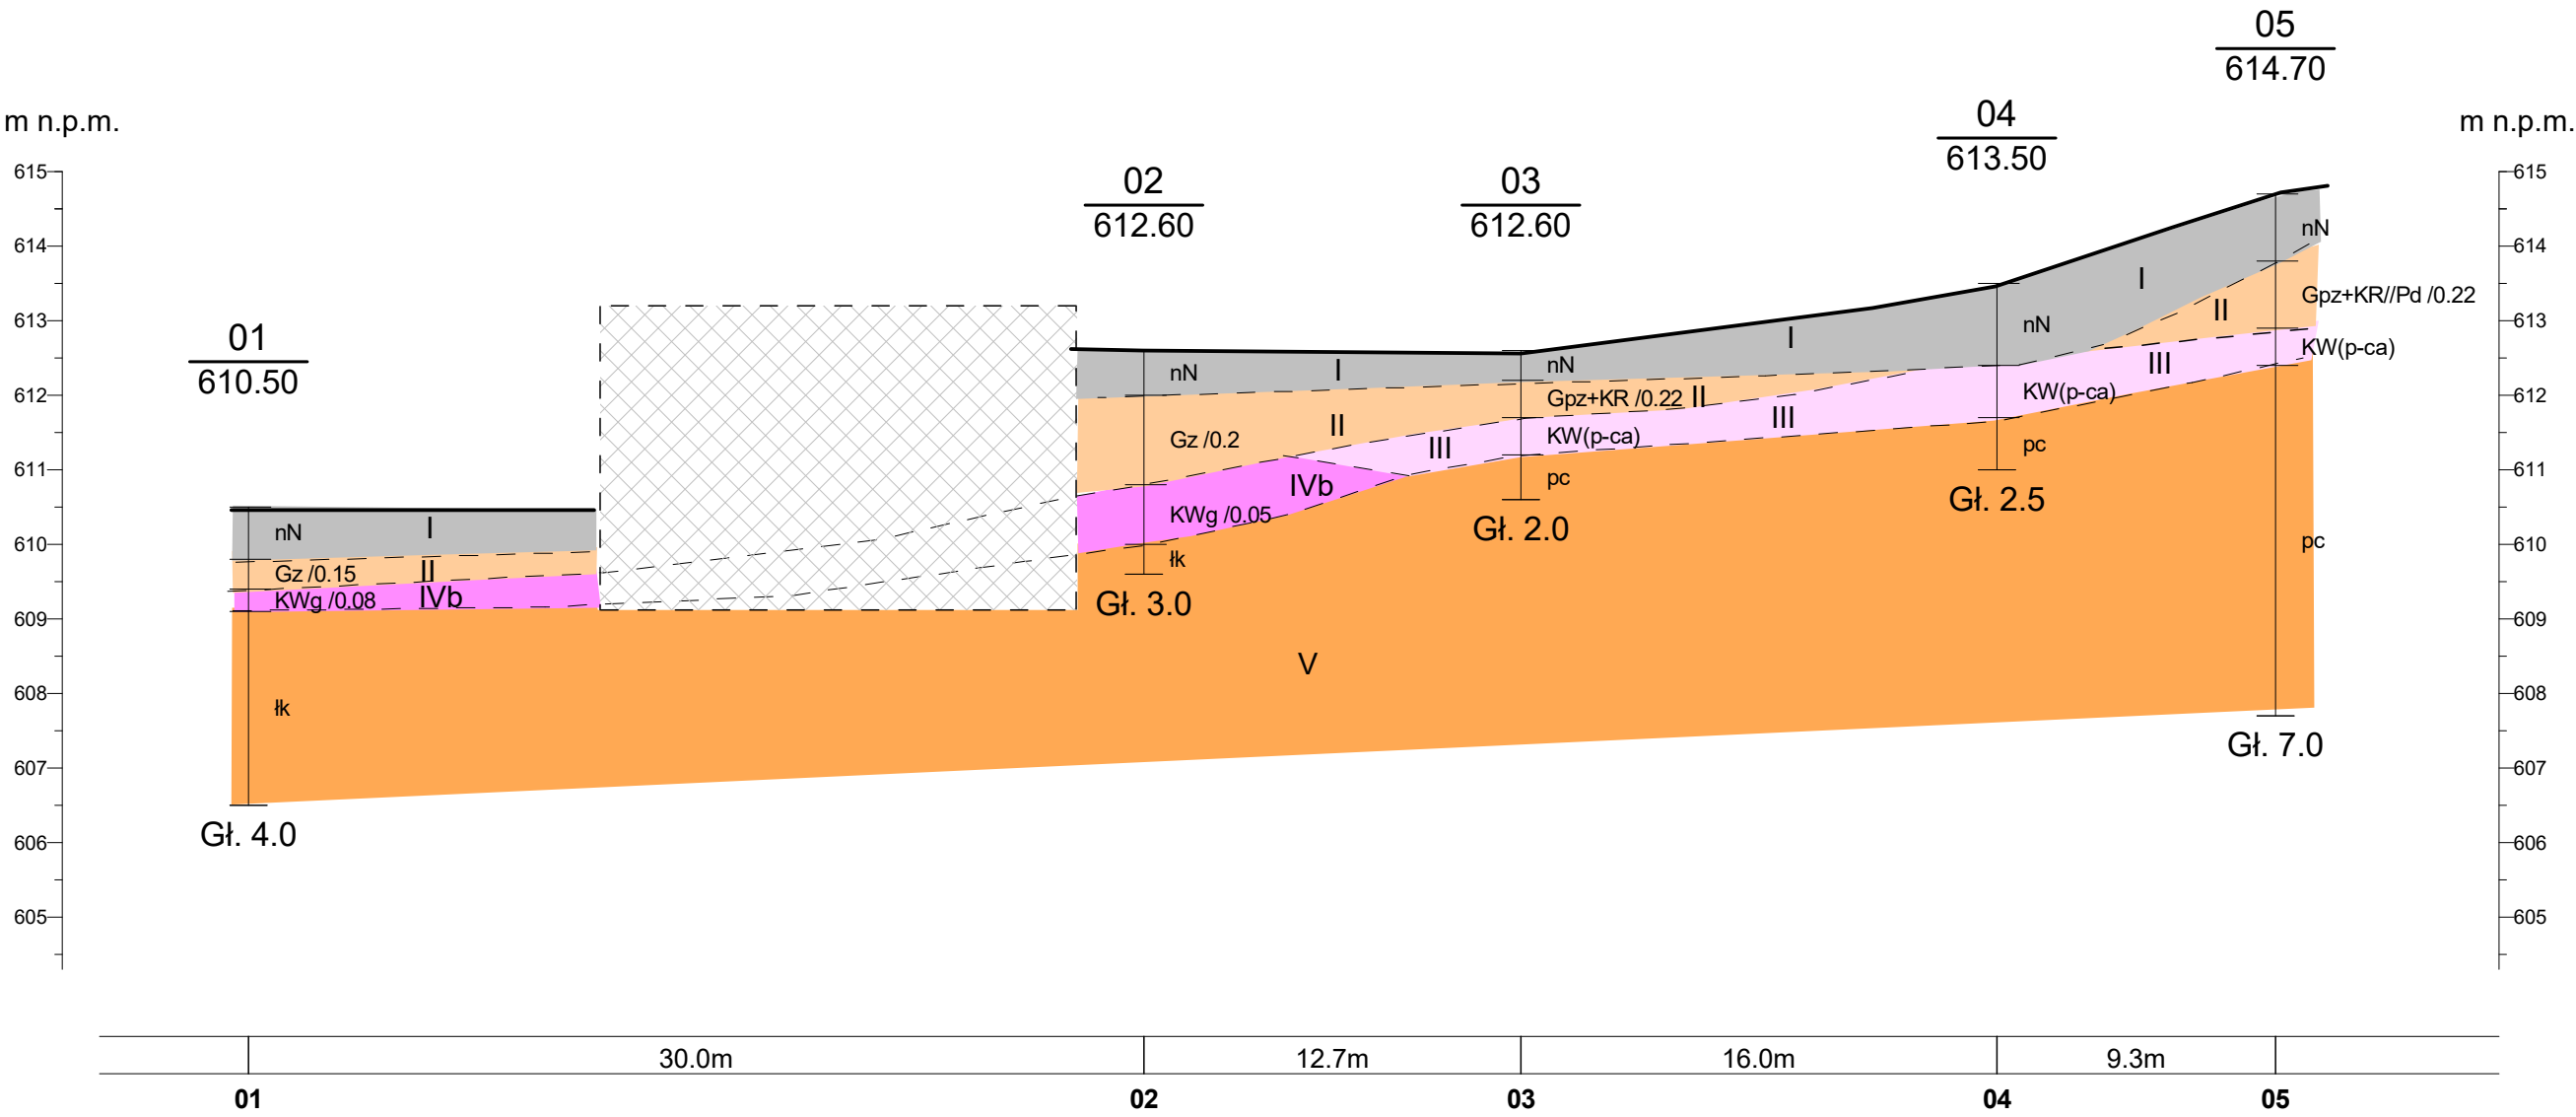 05
614.70
04
613.50
m n.p.m.
m n.p.m.
02
612.60
03
612.60
01
610.50
615
614
613
612
611
610
609
608
607
606
605
615
614
613
612
611
610
609
608
607
606
605
nN
I
Gz /0.15
II
KWg /0.08
IVb
łk
Gł. 4.0
nN
I
Gz /0.2
II
KWg /0.05
IVb
łk
Gł. 3.0
III
V
nN
I
Gpz+KR /0.22
II
KW(p-ca)
III
pc
Gł. 2.0
nN
I
KW(p-ca)
III
pc
Gł. 2.5
nN
II
Gpz+KR//Pd /0.22
KW(p-ca)
pc
Gł. 7.0
30.0m
12.7m
16.0m
9.3m
01
02
03
04
05